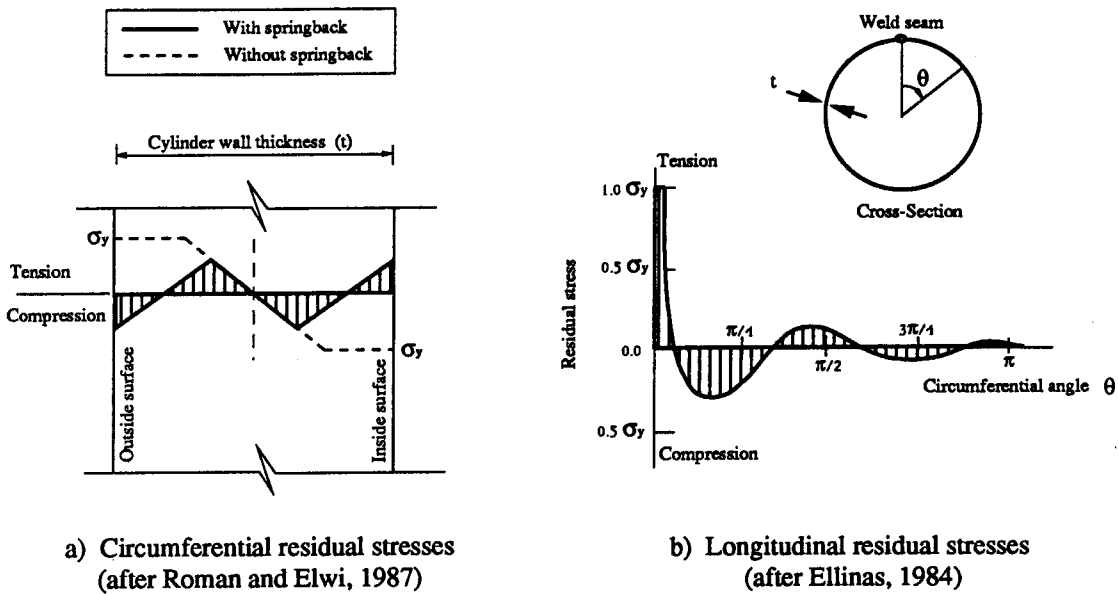 With springback
Without springback
Cylinder wall thickness (t)
σy
Tension
Compression
σy
Outside surface
Inside surface
a) Circumferential residual stresses
(after Roman and Elwi, 1987)
Weld seam
θ
t
Cross-Section
Tension
1.0 σy
0.5 σy
0.0
0.5 σy
Residual stress
π/4
π/2
3π/4
π
Circumferential angle θ
Compression
b) Longitudinal residual stresses
(after Ellinas, 1984)